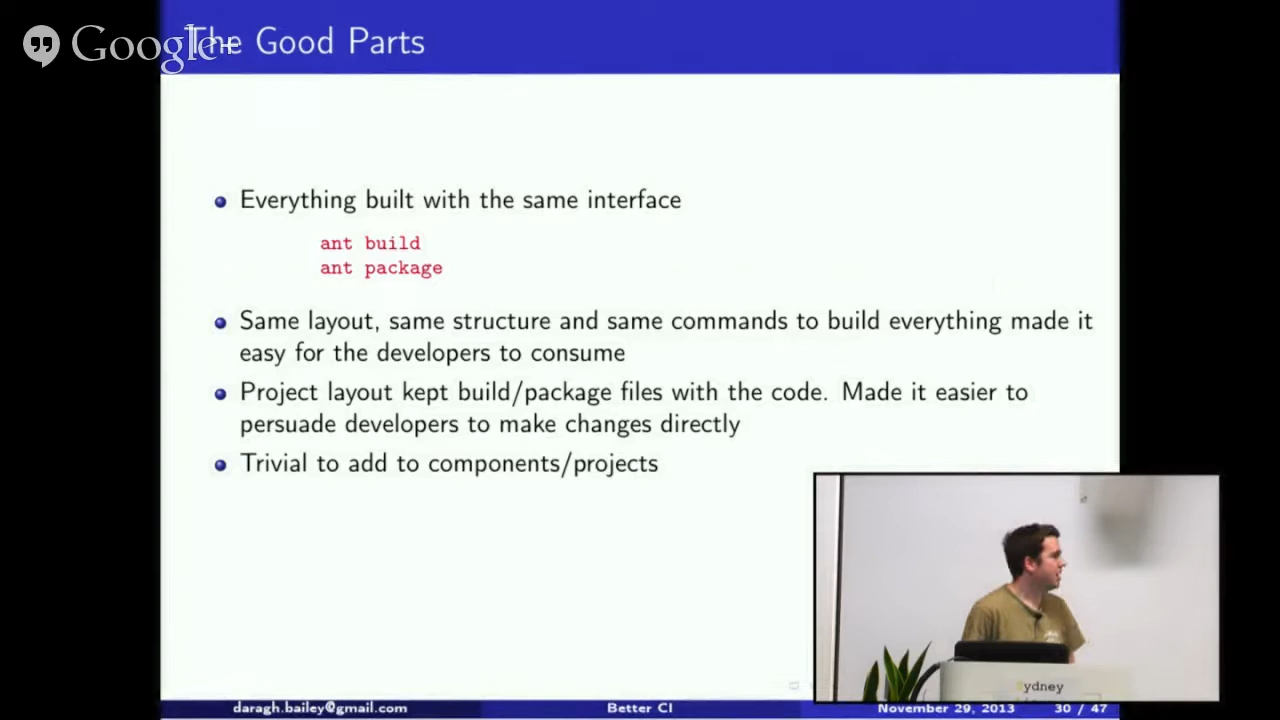 Google+
The Good Parts
Everything built with the same interface
ant build
ant package
Same layout, same structure and same commands to build everything made it
easy for the developers to consume
Project layout kept build/package files with the code. Made it easier to
persuade developers to make changes directly
Trivial to add to components/projects
ydney
daragh.bailey@gmail.com Better CI November 29, 2013 30 / 47